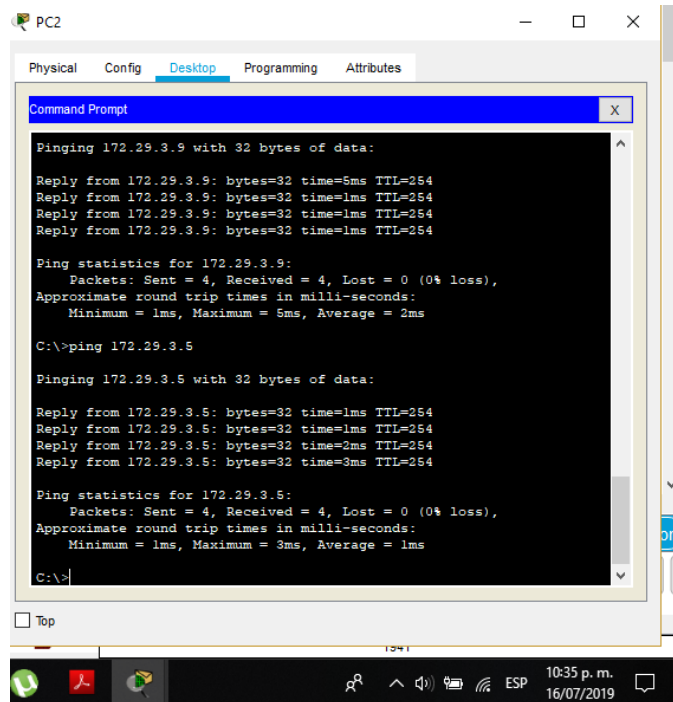 PC2
Physical Config Desktop Programming Attributes
Command Prompt
X
Pinging 172.29.3.9 with 32 bytes of data:
Reply from 172.29.3.9: bytes=32 time=5ms TTL=254
Reply from 172.29.3.9: bytes=32 time=1ms TTL=254
Reply from 172.29.3.9: bytes=32 time=1ms TTL=254
Reply from 172.29.3.9: bytes=32 time=1ms TTL=254
Ping statistics for 172.29.3.9:
Packets: Sent = 4, Received = 4, Lost = 0 (0% loss),
Approximate round trip times in milli-seconds:
Minimum = 1ms, Maximum = 5ms, Average = 2ms
C:\>ping 172.29.3.5
Pinging 172.29.3.5 with 32 bytes of data:
Reply from 172.29.3.5: bytes=32 time=1ms TTL=254
Reply from 172.29.3.5: bytes=32 time=1ms TTL=254
Reply from 172.29.3.5: bytes=32 time=2ms TTL=254
Reply from 172.29.3.5: bytes=32 time=3ms TTL=254
Ping statistics for 172.29.3.5:
Packets: Sent = 4, Received = 4, Lost = 0 (0% loss),
Approximate round trip times in milli-seconds:
Minimum = 1ms, Maximum = 3ms, Average = 1ms
C:\>
Top
ESP
10:35 p. m.
16/07/2019